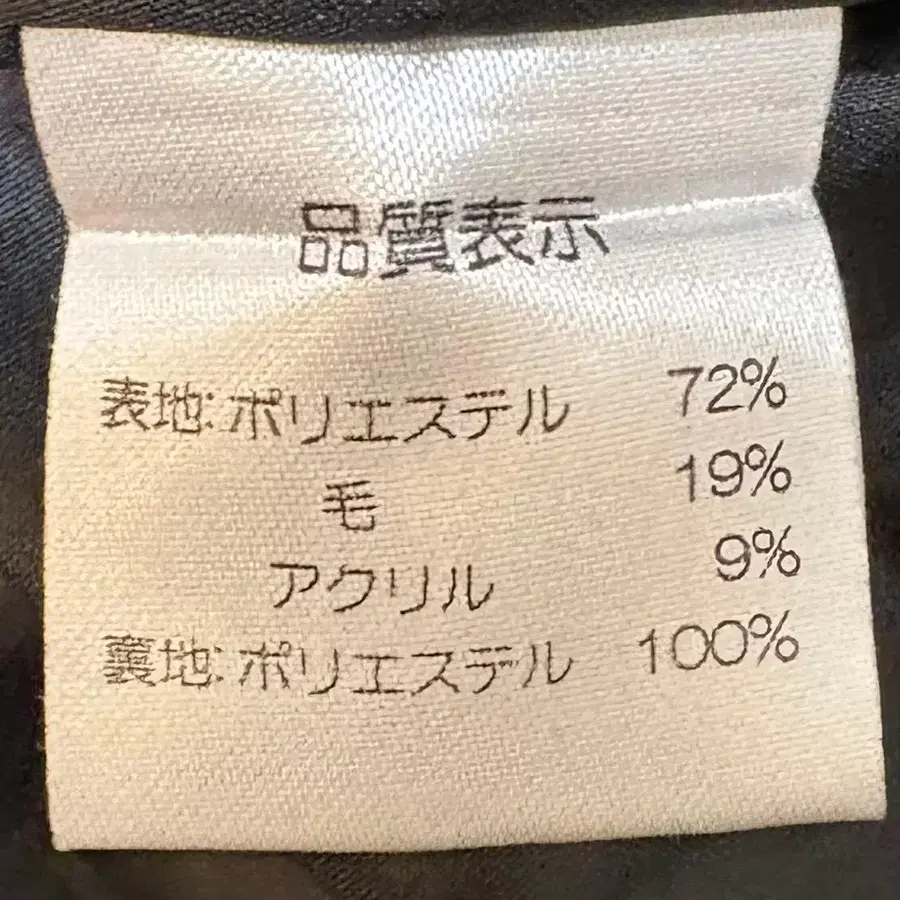 品質表示
表地:ポリエステル 72%
毛 19%
アクリル 9%
裏地:ポリエステル 100%